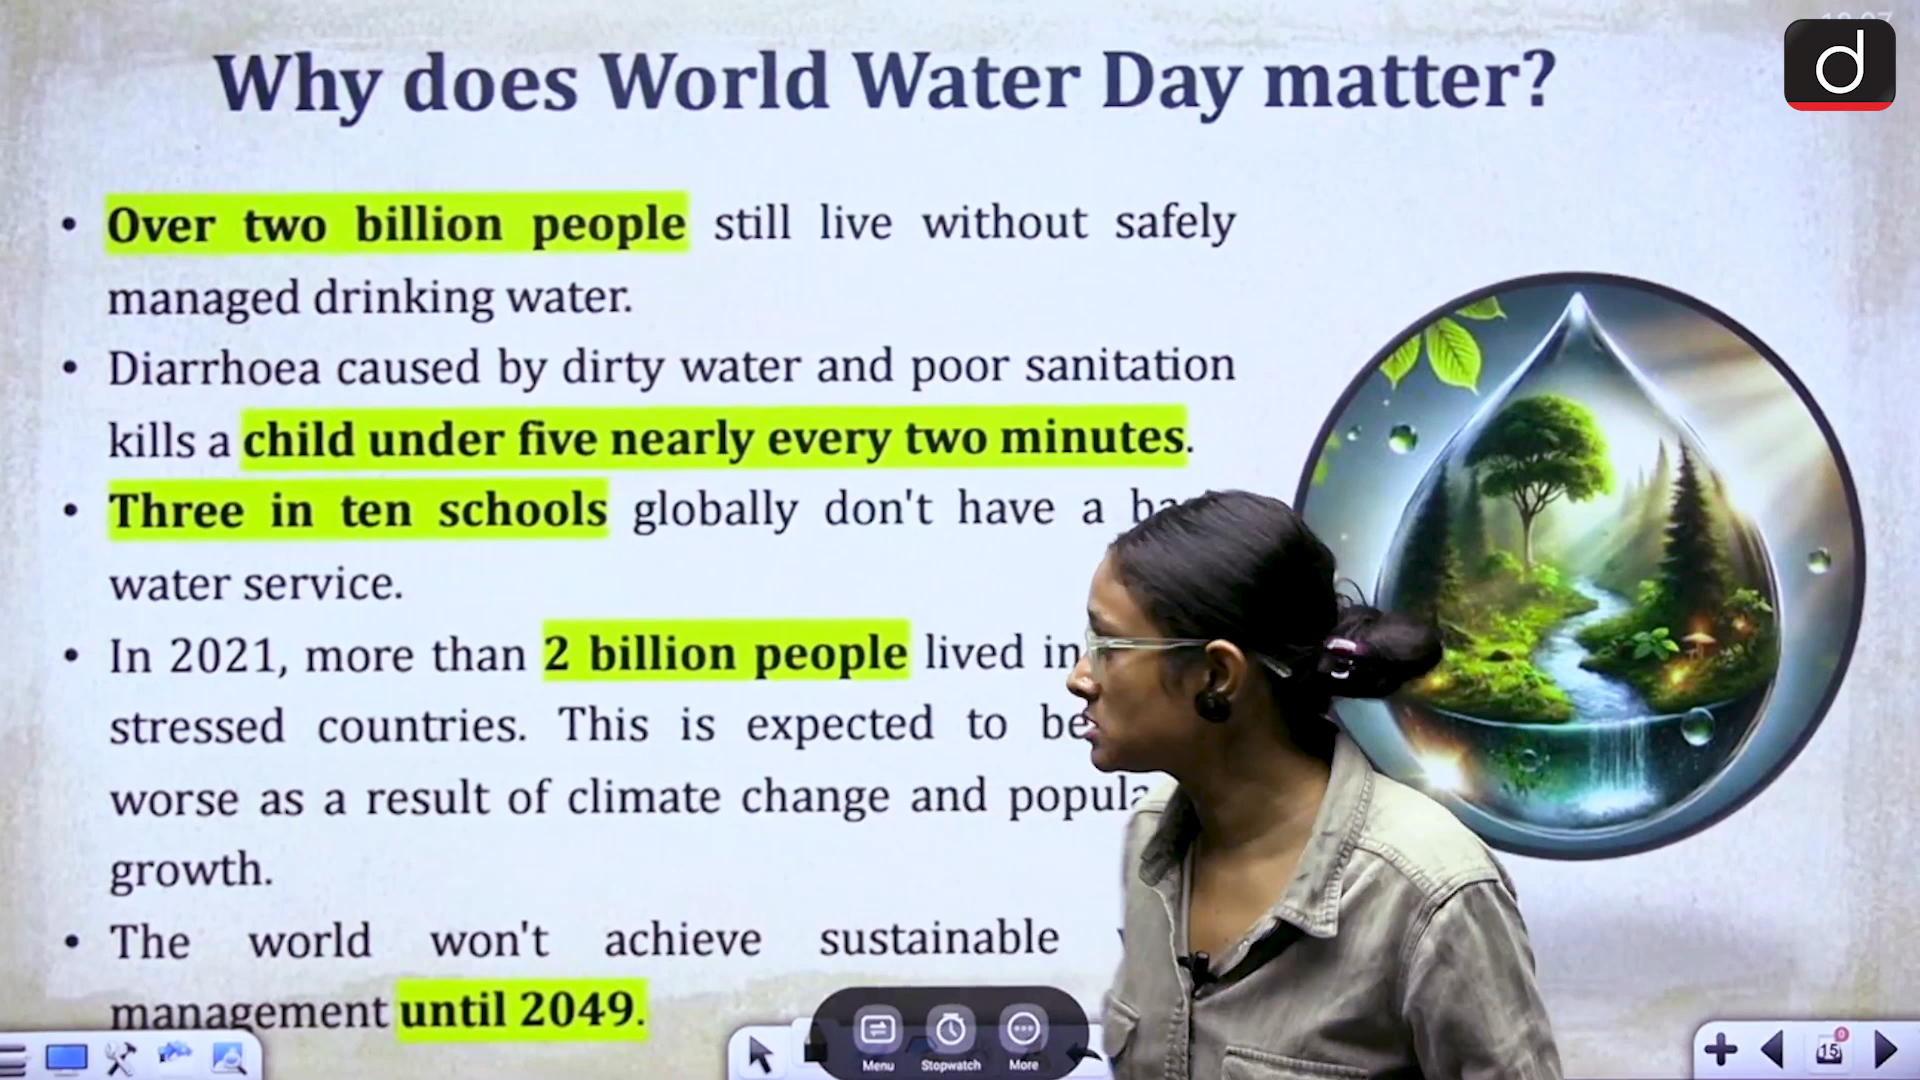 Why does World Water Day matter?
d
• Over two billion people still live without safely
managed drinking water.
• Diarrhoea caused by dirty water and poor sanitation
kills a child under five nearly every two minutes.
• Three in ten schools globally don't have a
water service.
• In 2021, more than 2 billion people lived in
stressed countries. This is expected to be
worse as a result of climate change and
growth.
• The world won't achieve sustainable
management until 2049.
Menu Stopwatch More
15